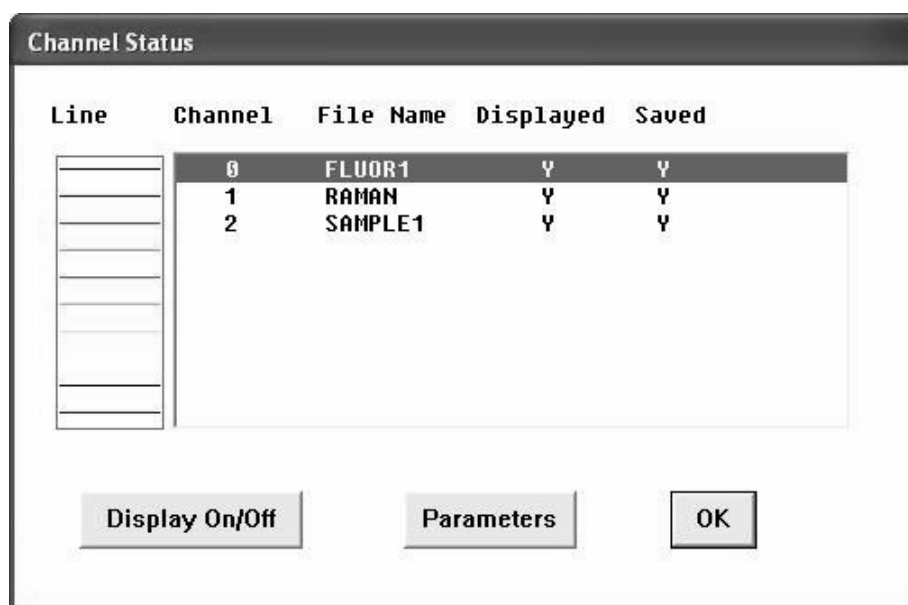 Channel Status
Line Channel File Name Displayed Saved
0 FLUOR1 Y Y
1 RAMAN Y Y
2 SAMPLE1 Y Y
Display On/Off Parameters OK